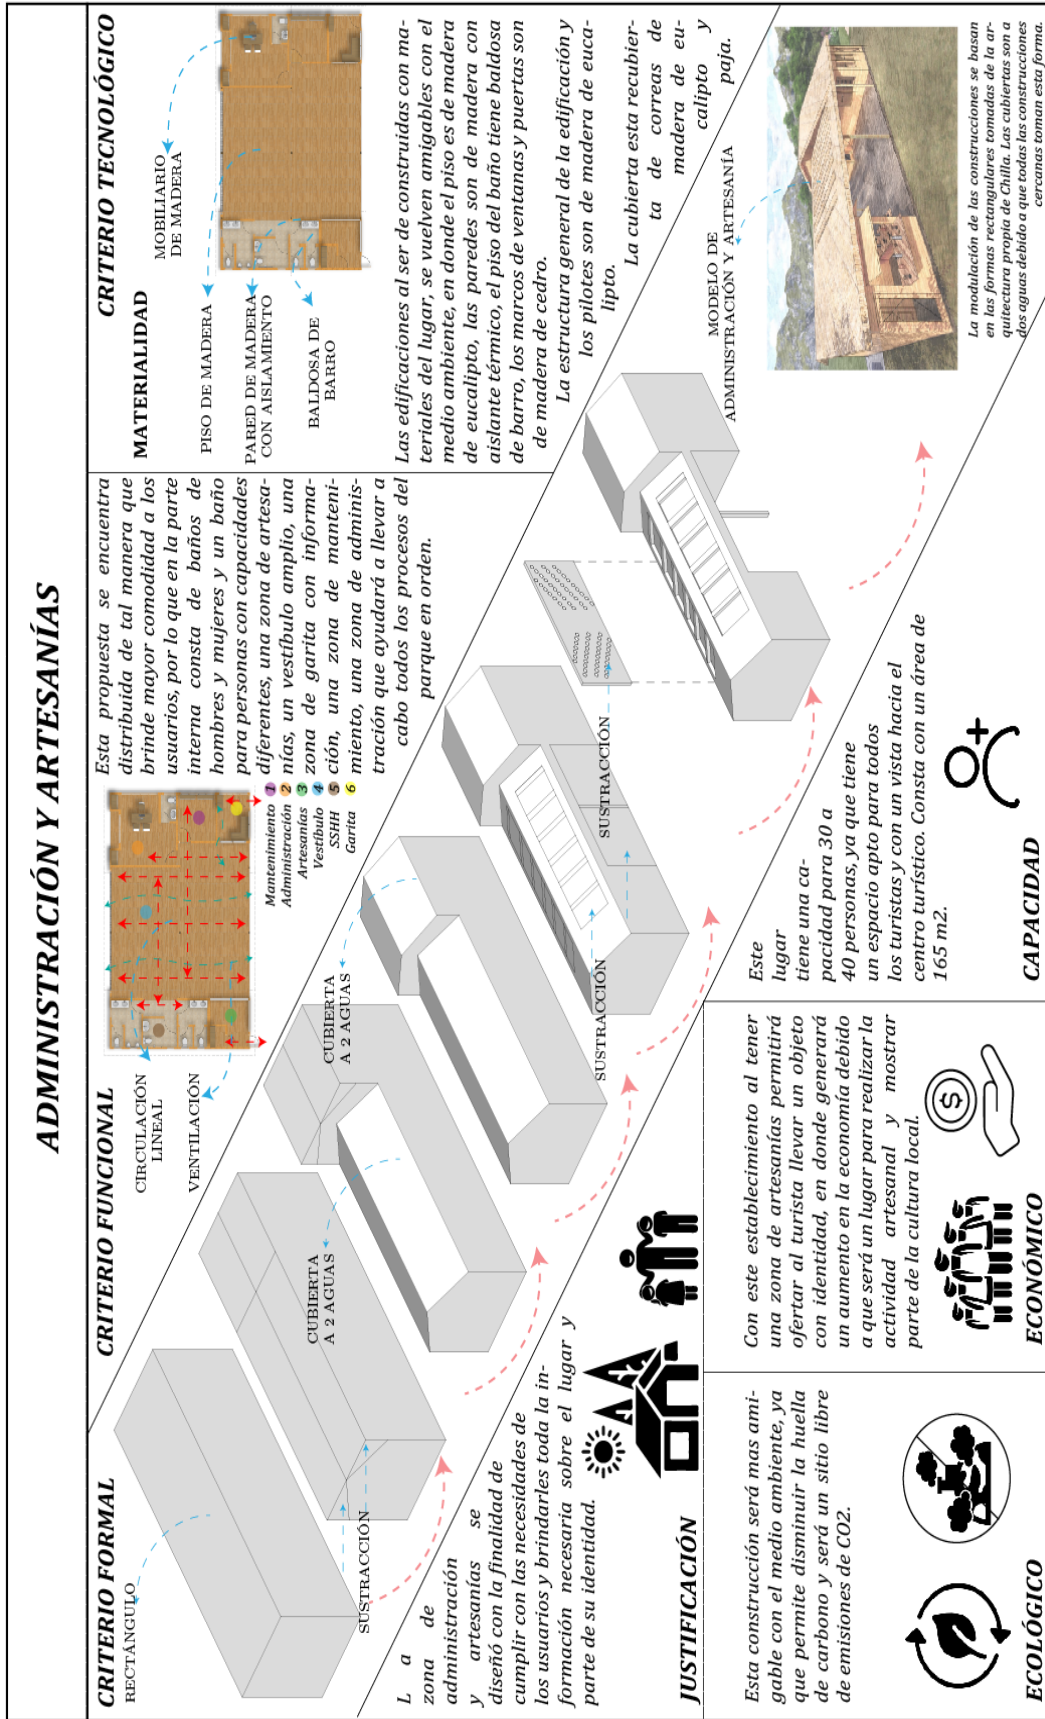 ADMINISTRACIÓN Y ARTESANÍAS
CRITERIO FORMAL
RECTÁNGULO
SUSTRACCIÓN
CUBIERTA
A 2 AGUAS
CUBIERTA
A 2 AGUAS
SUSTRACCIÓN
SUSTRACCIÓN
CRITERIO FUNCIONAL
CIRCULACIÓN
LINEAL
VENTILACIÓN
Mantenimiento 1
Administración 2
Artesanías 3
Vestíbulo 4
SSHH 5
Garita 6
Esta propuesta se encuentra
distribuida de tal manera que
brinde mayor comodidad a los
usuarios, por lo que en la parte
interna consta de baños de
hombres y mujeres y un baño
para personas con capacidades
diferentes, una zona de artesa-
nías, un vestíbulo amplio, una
zona de garita con informa-
ción, una zona de manteni-
miento, una zona de adminis-
tración que ayudará a llevar a
cabo todos los procesos del
parque en orden.
CRITERIO TECNOLÓGICO
MATERIALIDAD
MOBILIARIO
DE MADERA
PISO DE MADERA
PARED DE MADERA
CON AISLAMIENTO
BALDOSA DE
BARRO
Las edificaciones al ser de construidas con ma-
teriales del lugar, se vuelven amigables con el
medio ambiente, en donde el piso es de madera
de eucalipto, las paredes son de madera con
aislante térmico, el piso del baño tiene baldosa
de barro, los marcos de ventanas y puertas son
de madera de cedro.
La estructura general de la edificación y
los pilotes son de madera de euca-
lipto.
La cubierta esta recubier-
ta de correas de
madera de eu-
calipto y
paja.
MODELO DE
ADMINISTRACIÓN Y ARTESANÍA
La modulación de las construcciones se basan
en las formas rectangulares tomadas de la ar-
quitectura propia de Chilla. Las cubiertas son a
dos aguas debido a que todas las construcciones
cercanas toman esta forma.
L a
zona de
administración
y artesanías se
diseñó con la finalidad de
cumplir con las necesidades de
los usuarios y brindarles toda la in-
formación necesaria sobre el lugar y
parte de su identidad.
JUSTIFICACIÓN
Esta construcción será mas ami-
gable con el medio ambiente, ya
que permite disminuir la huella
de carbono y será un sitio libre
de emisiones de CO2.
ECOLÓGICO
Con este establecimiento al tener
una zona de artesanías permitirá
ofertar al turista llevar un objeto
con identidad, en donde generará
un aumento en la economía debido
a que será un lugar para realizar la
actividad artesanal y mostrar
parte de la cultura local.
$
ECONÓMICO
Este
lugar
tiene una ca-
pacidad para 30 a
40 personas, ya que tiene
un espacio apto para todos
los turistas y con un vista hacia el
centro turístico. Consta con un área de
165 m2.
CAPACIDAD